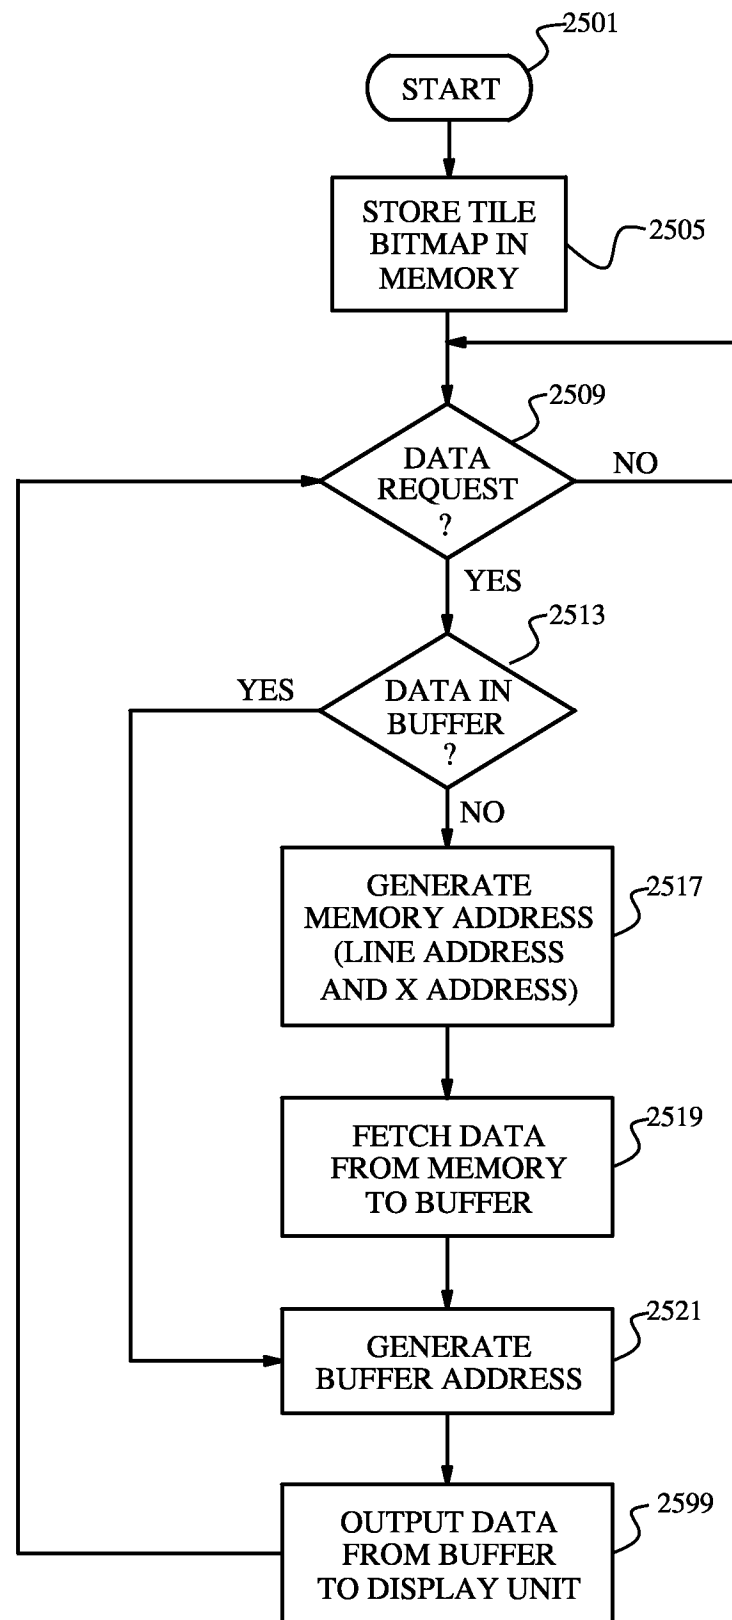 2501
START
STORE TILE
BITMAP IN
MEMORY
2505
2509
DATA
REQUEST
?
NO
YES
2513
YES
DATA IN
BUFFER
?
NO
GENERATE
MEMORY ADDRESS
(LINE ADDRESS
AND X ADDRESS)
2517
2519
FETCH DATA
FROM MEMORY
TO BUFFER
2521
GENERATE
BUFFER ADDRESS
2599
OUTPUT DATA
FROM BUFFER
TO DISPLAY UNIT